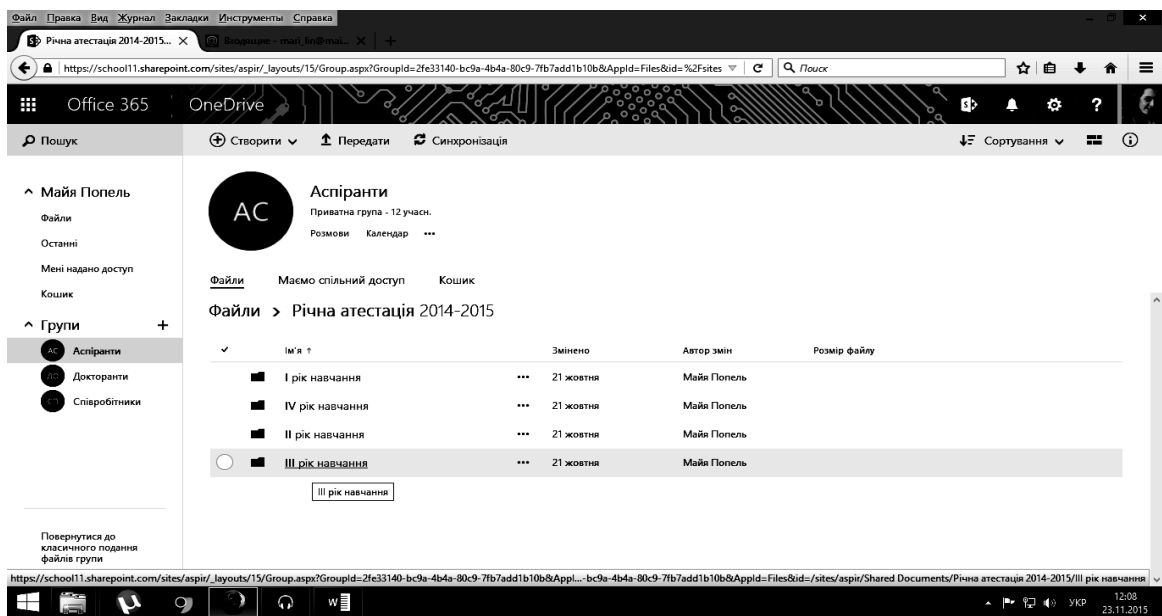 Файл Правка Вид Журнал Закладки Инструменты Справка
Річна атестація 2014-2015...
Входящие - mari_lin@mai...
https://school11.sharepoint.com/sites/aspir/_layouts/15/Group.aspx?GroupId=2fe33140-bc9a-4b4a-80c9-7fb7add1b10b&AppId=Files&id=%2Fsites
Поиск
Office 365
OneDrive
Пошук
Створити
Передати
Синхронізація
Сортування
Майя Попель
Файли
Останні
Мені надано доступ
Кошик
Групи
АС Аспіранти
Докторанти
Співробітники
Повернутися до
класичного подання
файлів групи
АС
Аспіранти
Приватна група - 12 учасн.
Розмови Календар •••
Файли Маємо спільний доступ Кошик
Файли > Річна атестація 2014-2015
Ім'я ↑ Змінено Автор змін Розмір файлу
I рік навчання ••• 21 жовтня Майя Попель
IV рік навчання ••• 21 жовтня Майя Попель
II рік навчання ••• 21 жовтня Майя Попель
III рік навчання ••• 21 жовтня Майя Попель
III рік навчання
https://school11.sharepoint.com/sites/aspir/_layouts/15/Group.aspx?GroupId=2fe33140-bc9a-4b4a-80c9-7fb7add1b10b&Appl...-bc9a-4b4a-80c9-7fb7add1b10b&AppId=Files&id=/sites/aspir/Shared Documents/Річна атестація 2014-2015/III рік навчання
УКР
12:08
23.11.2015